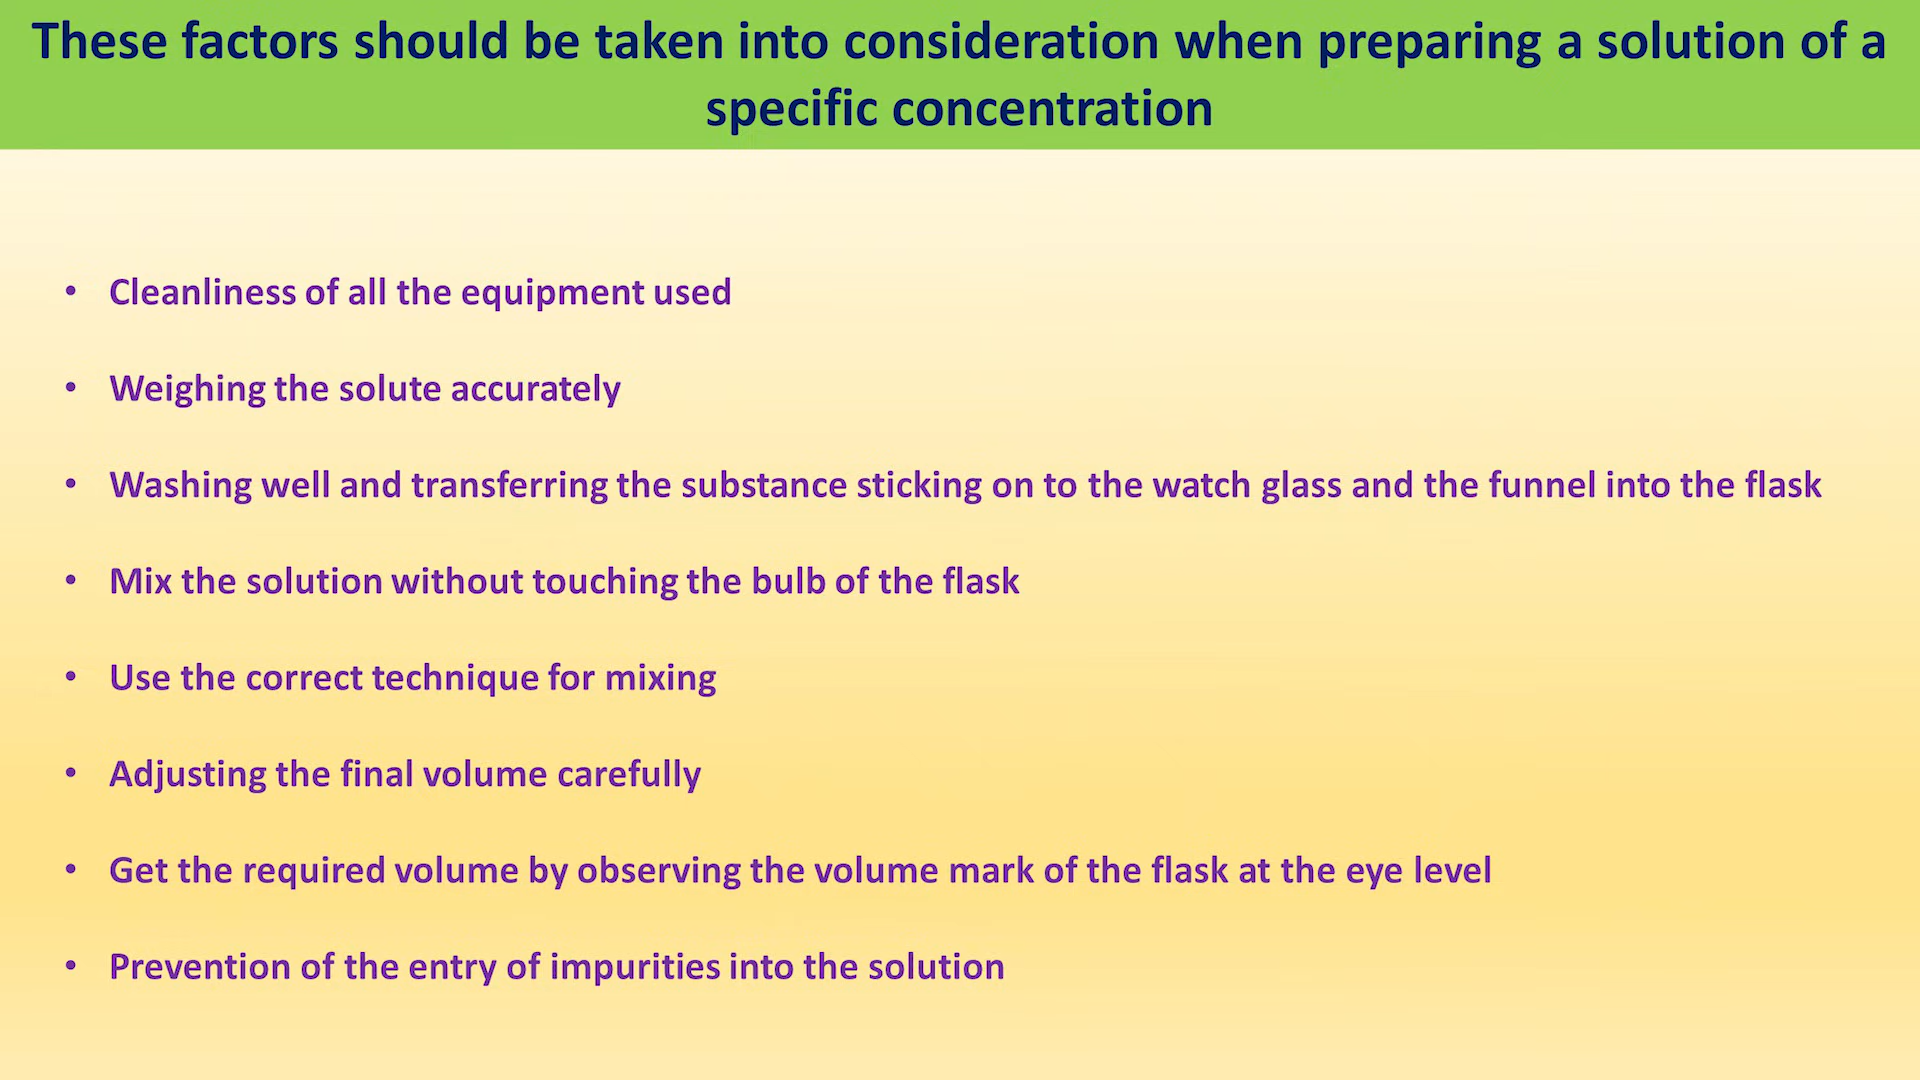 These factors should be taken into consideration when preparing a solution of a
specific concentration
• Cleanliness of all the equipment used
• Weighing the solute accurately
• Washing well and transferring the substance sticking on to the watch glass and the funnel into the flask
• Mix the solution without touching the bulb of the flask
• Use the correct technique for mixing
• Adjusting the final volume carefully
• Get the required volume by observing the volume mark of the flask at the eye level
• Prevention of the entry of impurities into the solution